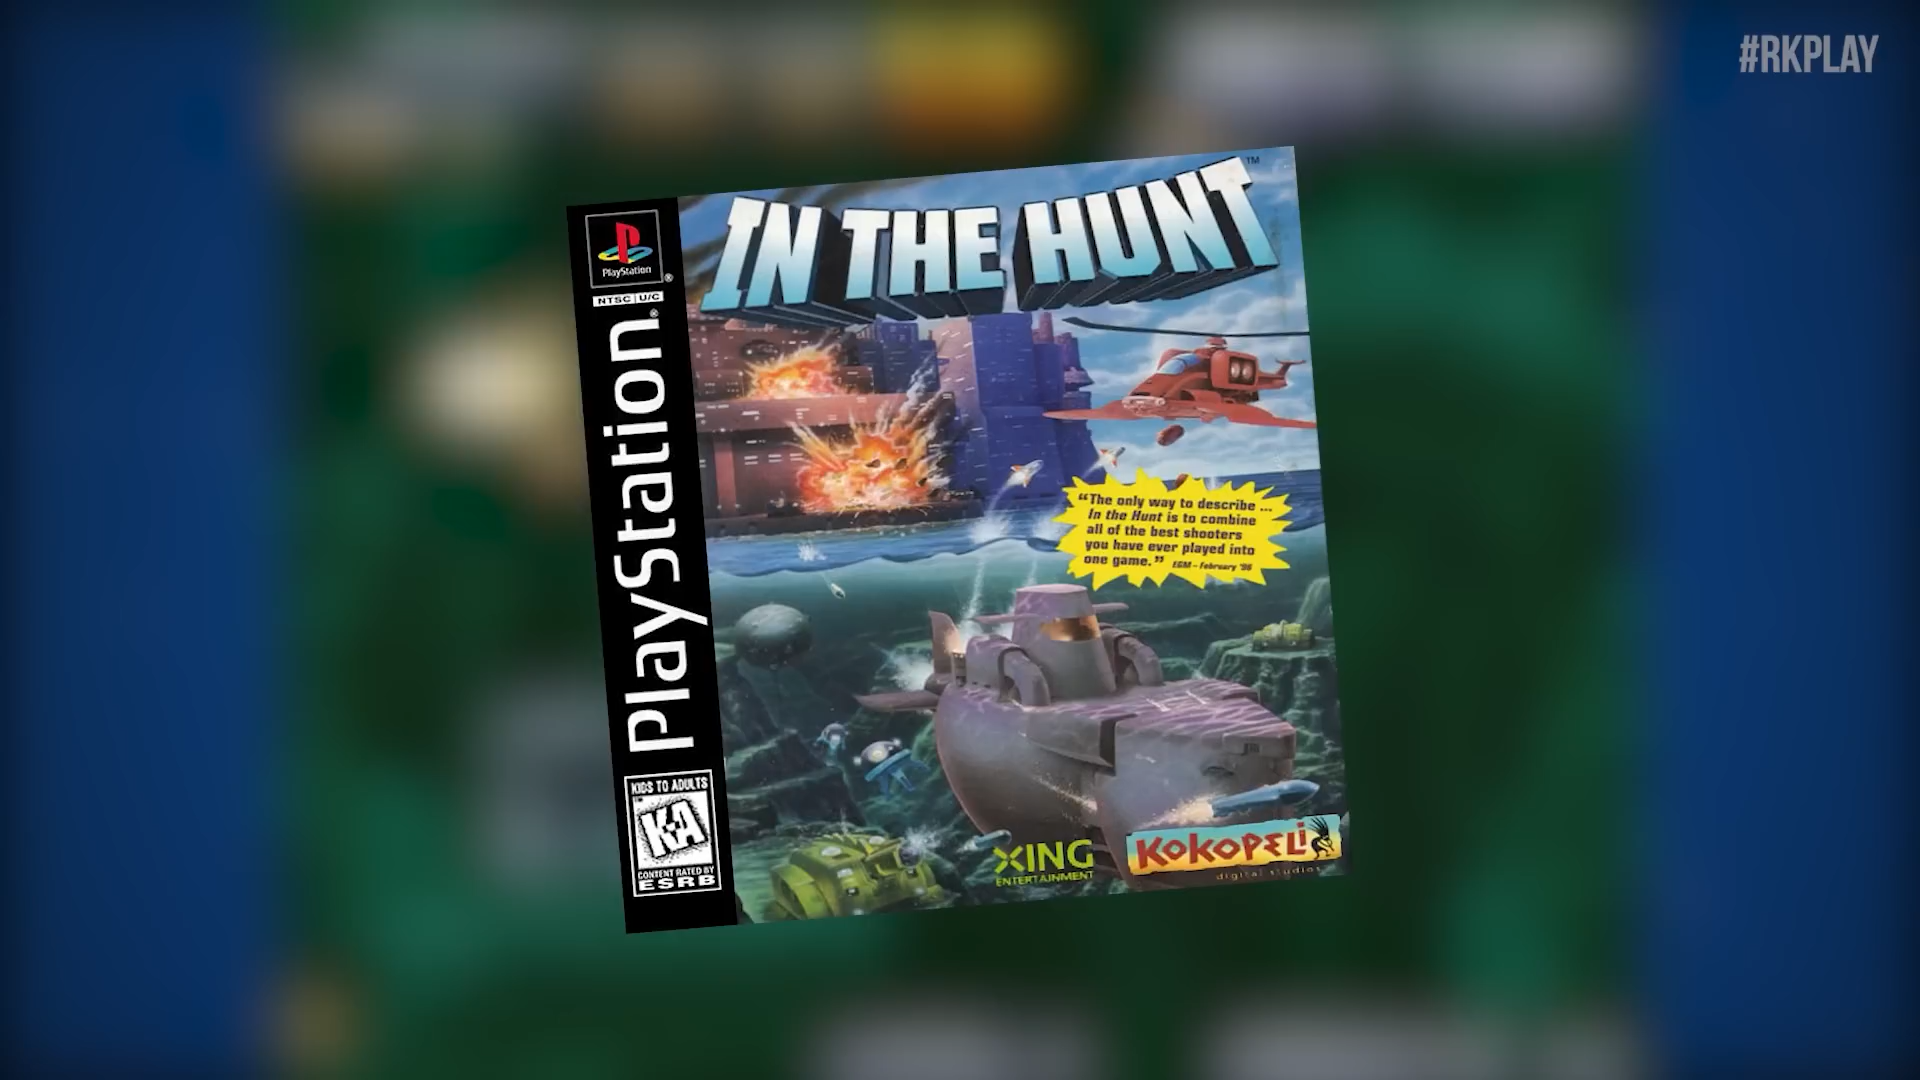 #RKPLAY
IN THE HUNT™
PlayStation®
NTSC U/C
PlayStation®
"The only way to describe ...
In the Hunt is to combine
all of the best shooters
you have ever played into
one game." EGM - February '96
KIDS TO ADULTS
KA
CONTENT RATED BY
ESRB
XING
ENTERTAINMENT
KOKOPELI
digital studios